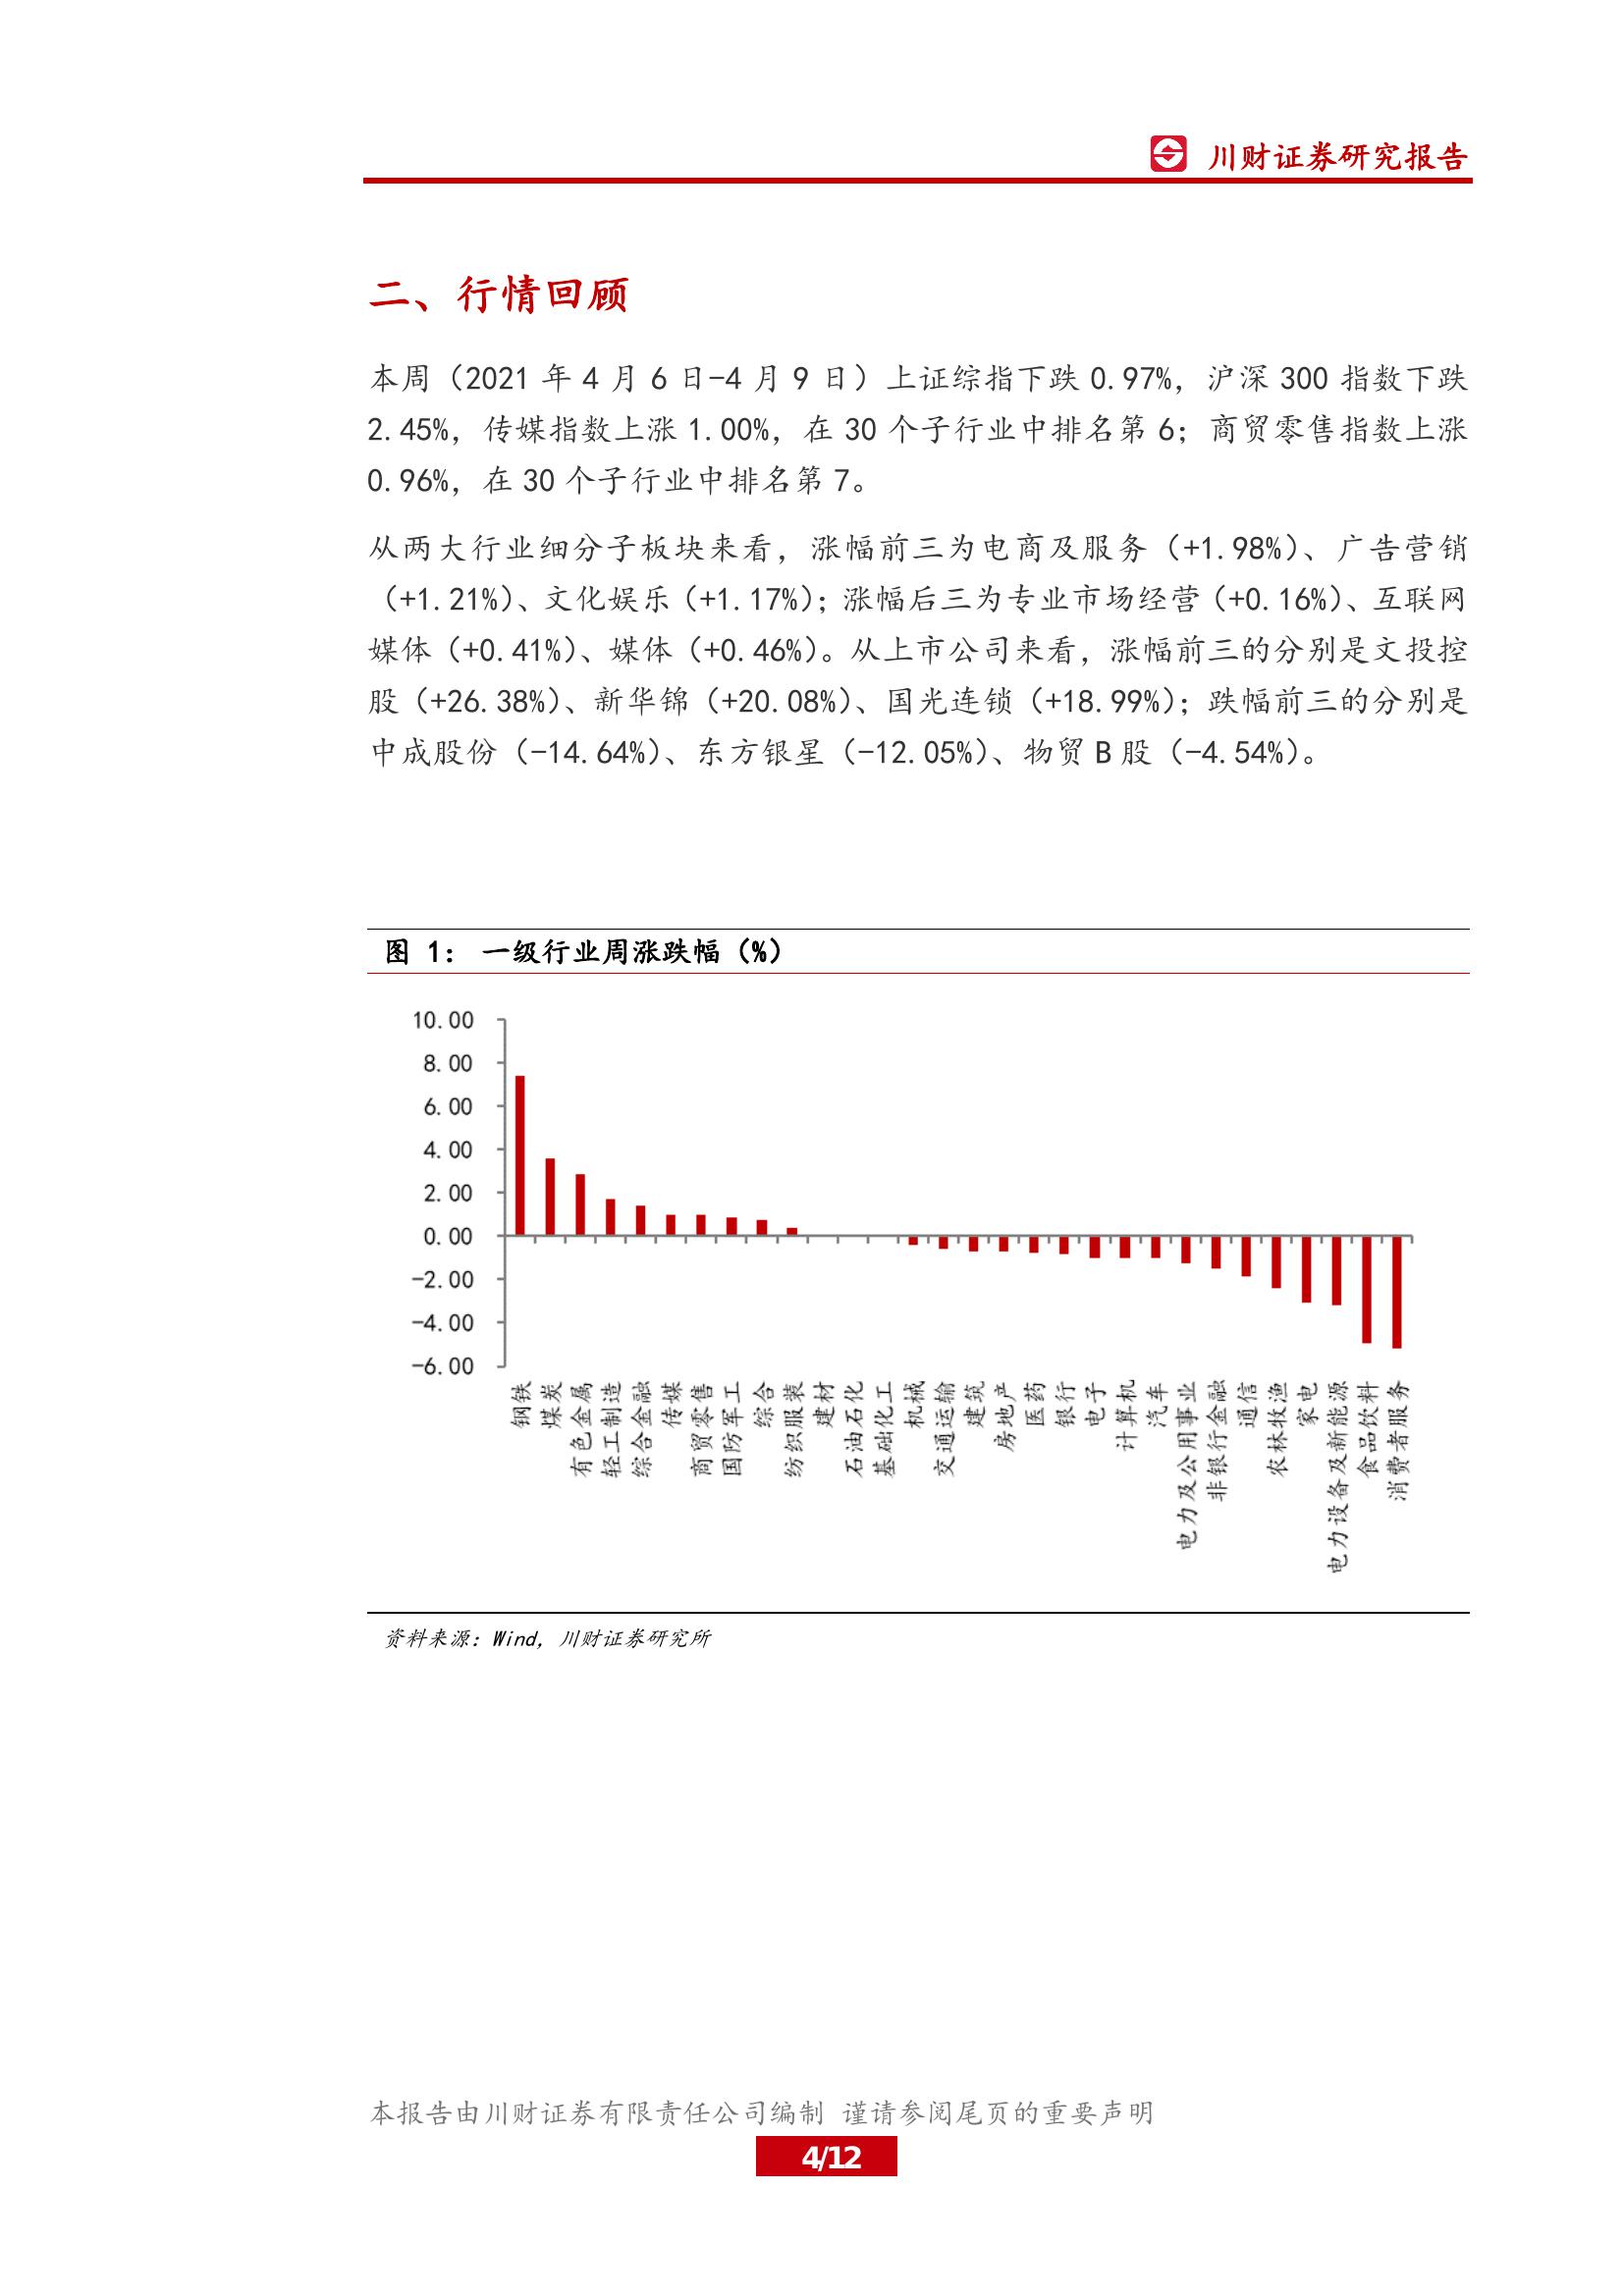 川财证券研究报告
二、行情回顾
本周（2021 年 4 月 6 日-4 月 9 日）上证综指下跌 0.97%，沪深 300 指数下跌
2.45%，传媒指数上涨 1.00%，在 30 个子行业中排名第 6；商贸零售指数上涨
0.96%，在 30 个子行业中排名第 7。
从两大行业细分子板块来看，涨幅前三为电商及服务（+1.98%）、广告营销
（+1.21%）、文化娱乐（+1.17%）；涨幅后三为专业市场经营（+0.16%）、互联网
媒体（+0.41%）、媒体（+0.46%）。从上市公司来看，涨幅前三的分别是文投控
股（+26.38%）、新华锦（+20.08%）、国光连锁（+18.99%）；跌幅前三的分别是
中成股份（-14.64%）、东方银星（-12.05%）、物贸 B 股（-4.54%）。
图 1： 一级行业周涨跌幅（%）
10.00
8.00
6.00
4.00
2.00
0.00
-2.00
-4.00
-6.00
钢铁
煤炭
有色金属
轻工制造
综合金融
传媒
商贸零售
国防军工
综合
纺织服装
建材
石油石化
基础化工
机械
交通运输
建筑
房地产
医药
银行
电子
计算机
汽车
电力及公用事业
非银行金融
通信
农林牧渔
家电
电力设备及新能源
食品饮料
消费者服务
资料来源：Wind，川财证券研究所
本报告由川财证券有限责任公司编制 谨请参阅尾页的重要声明
4/12